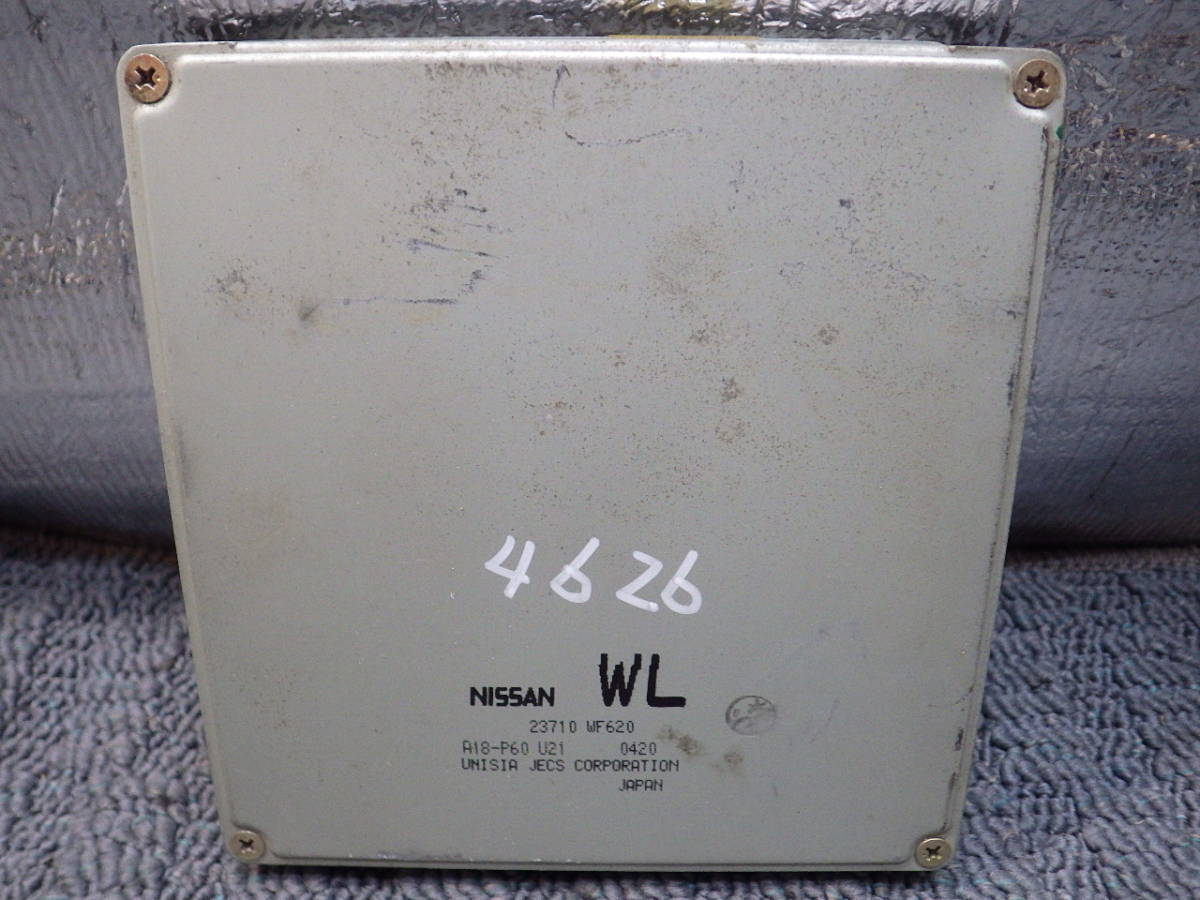 4626
NISSAN WL
23710 WF620
A18-P60 U21 0420
UNISIA JECS CORPORATION
JAPAN